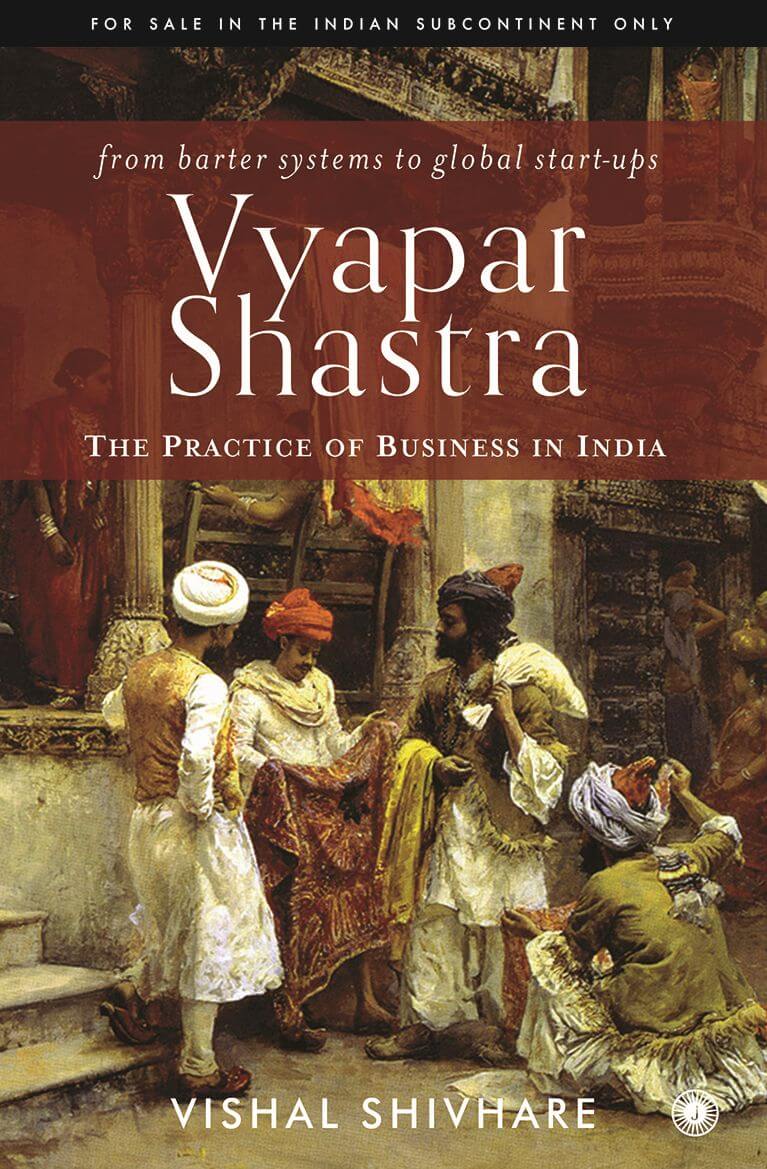 FOR SALE IN THE INDIAN SUBCONTINENT ONLY
from barter systems to global start-ups
Vyapar
Shastra
THE PRACTICE OF BUSINESS IN INDIA
VISHAL SHIVHARE
J